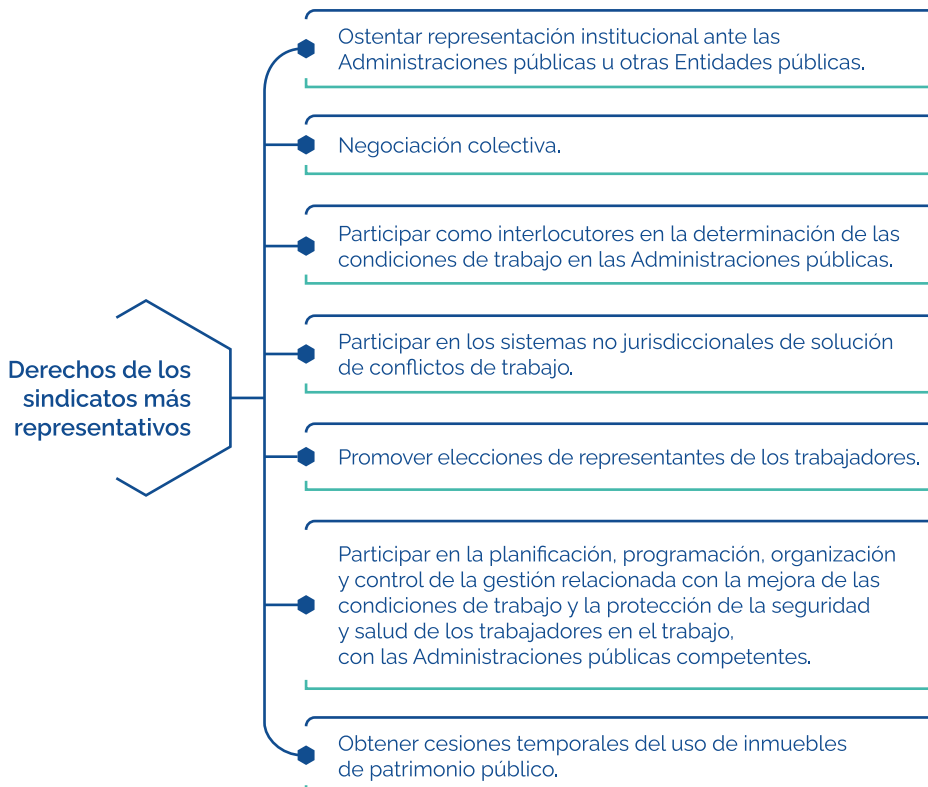 Derechos de los
sindicatos más
representativos
Ostentar representación institucional ante las
Administraciones públicas u otras Entidades públicas.
Negociación colectiva.
Participar como interlocutores en la determinación de las
condiciones de trabajo en las Administraciones públicas.
Participar en los sistemas no jurisdiccionales de solución
de conflictos de trabajo.
Promover elecciones de representantes de los trabajadores.
Participar en la planificación, programación, organización
y control de la gestión relacionada con la mejora de las
condiciones de trabajo y la protección de la seguridad
y salud de los trabajadores en el trabajo,
con las Administraciones públicas competentes.
Obtener cesiones temporales del uso de inmuebles
de patrimonio público.